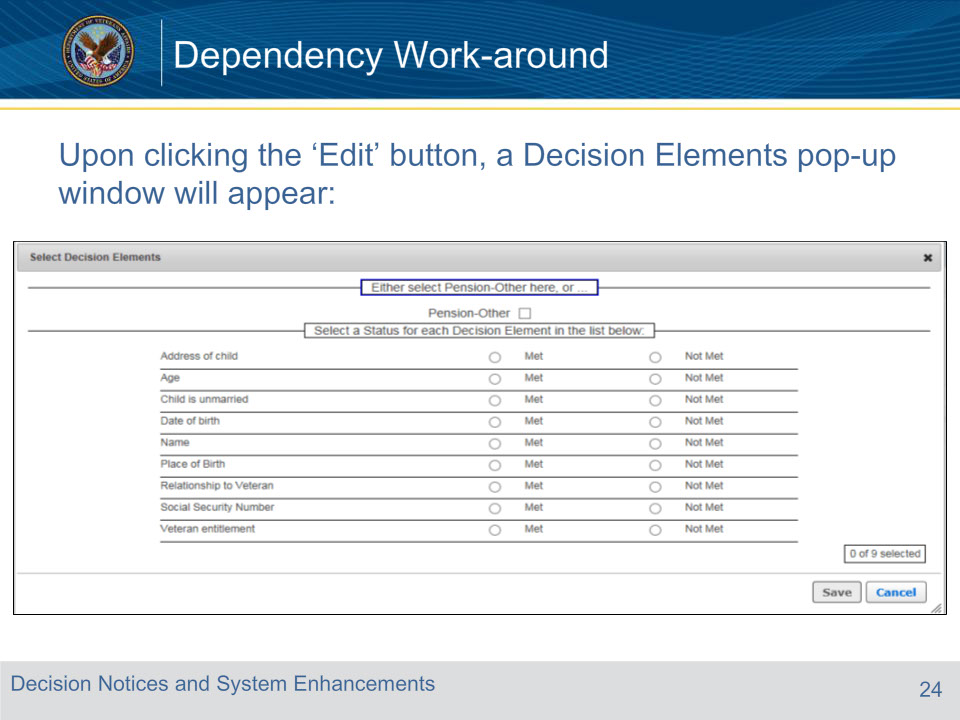 Dependency Work-around
Upon clicking the ‘Edit’ button, a Decision Elements pop-up
window will appear:
Select Decision Elements
Either select Pension-Other here, or ...
Pension-Other
Select a Status for each Decision Element in the list below:
Address of child Met Not Met
Age Met Not Met
Child is unmarried Met Not Met
Date of birth Met Not Met
Name Met Not Met
Place of Birth Met Not Met
Relationship to Veteran Met Not Met
Social Security Number Met Not Met
Veteran entitlement Met Not Met
0 of 9 selected
Save Cancel
Decision Notices and System Enhancements
24